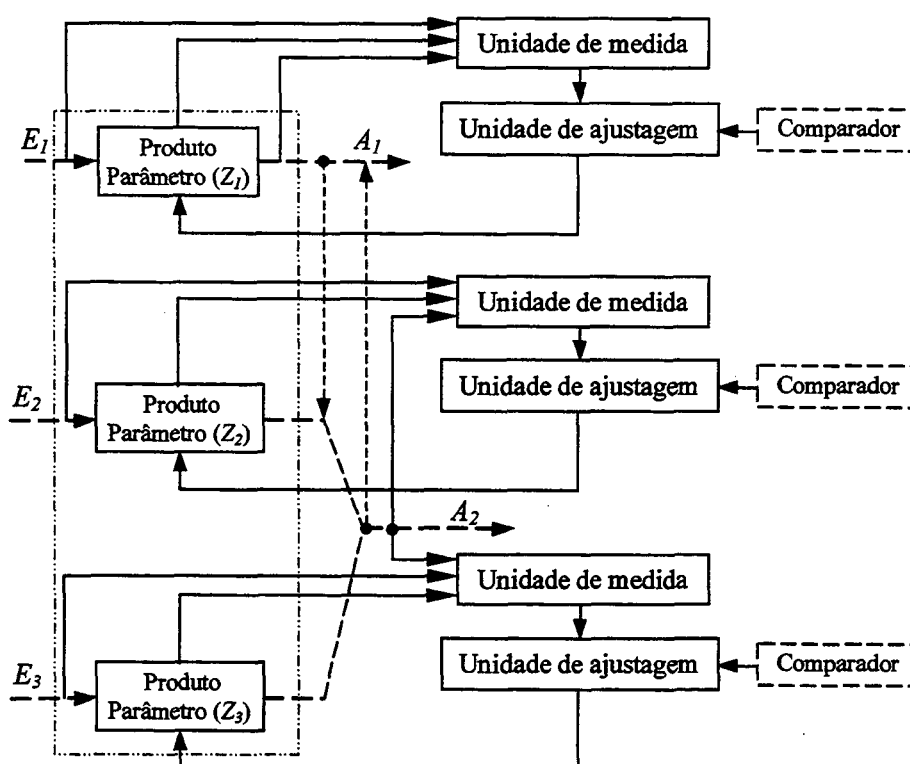 Unidade de medida
Unidade de ajustagem
Comparador
E1
Produto
Parâmetro (Z1)
A1
Unidade de medida
Unidade de ajustagem
Comparador
E2
Produto
Parâmetro (Z2)
A2
Unidade de medida
Unidade de ajustagem
Comparador
E3
Produto
Parâmetro (Z3)